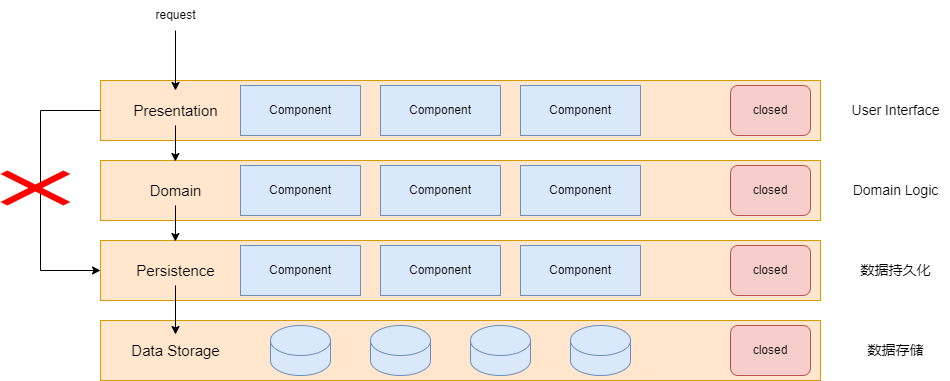 request
Presentation
Component
Component
Component
closed
User Interface
Domain
Component
Component
Component
closed
Domain Logic
Persistence
Component
Component
Component
closed
数据持久化
Data Storage
closed
数据存储